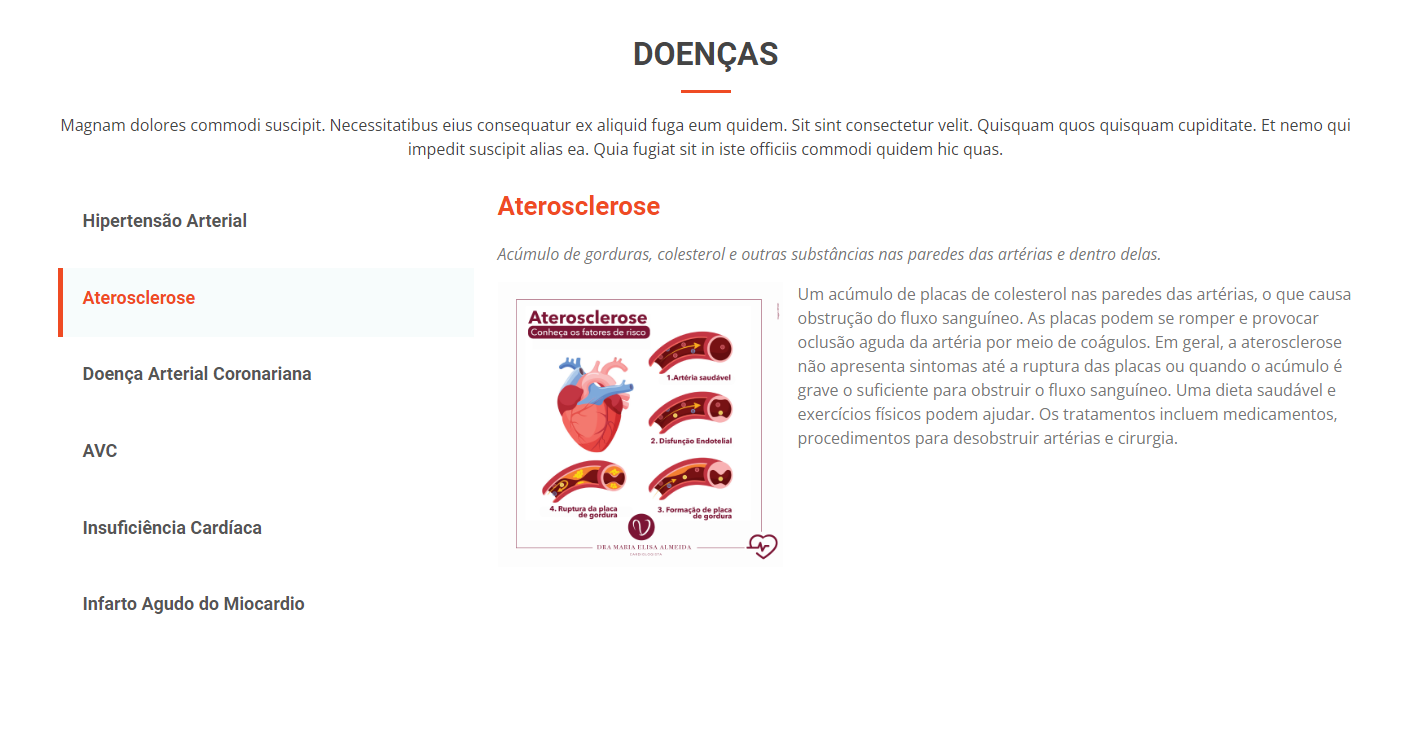 DOENÇAS
Magnam dolores commodi suscipit. Necessitatibus eius consequatur ex aliquid fuga eum quidem. Sit sint consectetur velit. Quisquam quos quisquam cupiditate. Et nemo qui
impedit suscipit alias ea. Quia fugiat sit in iste officiis commodi quidem hic quas.
Hipertensão Arterial
Aterosclerose
Doença Arterial Coronariana
AVC
Insuficiência Cardíaca
Infarto Agudo do Miocardio
Aterosclerose
Acúmulo de gorduras, colesterol e outras substâncias nas paredes das artérias e dentro delas.
Aterosclerose
Conheça os fatores de risco
1.Artéria saudável
2. Disfunção Endotelial
3. Formação de placa
de gordura
4. Ruptura da placa
de gordura
DRA MARIA ELISA ALMEIDA
Um acúmulo de placas de colesterol nas paredes das artérias, o que causa
obstrução do fluxo sanguíneo. As placas podem se romper e provocar
oclusão aguda da artéria por meio de coágulos. Em geral, a aterosclerose
não apresenta sintomas até a ruptura das placas ou quando o acúmulo é
grave o suficiente para obstruir o fluxo sanguíneo. Uma dieta saudável e
exercícios físicos podem ajudar. Os tratamentos incluem medicamentos,
procedimentos para desobstruir artérias e cirurgia.